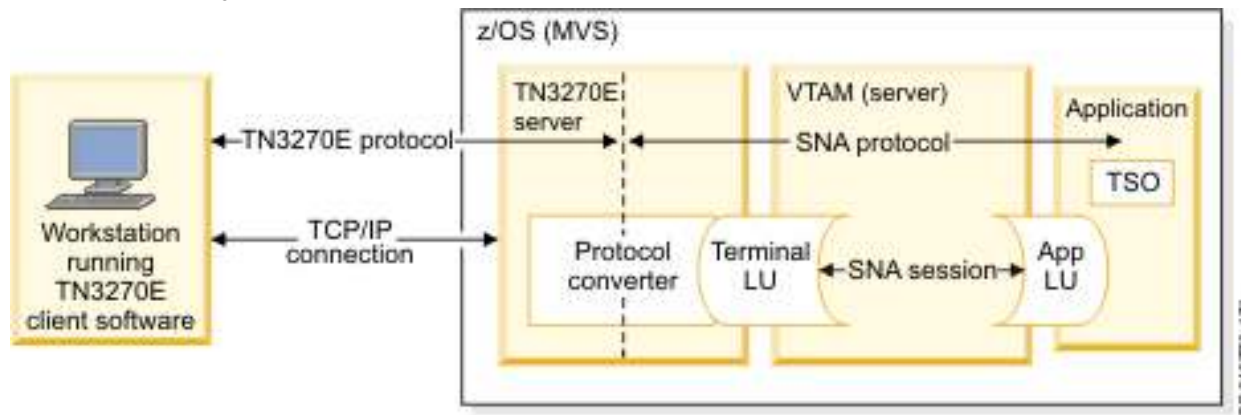 z/OS (MVS)
TN3270E
server
VTAM (server)
Application
TN3270E protocol
SNA protocol
TSO
Workstation
running
TN3270E
client software
TCP/IP
connection
Protocol
converter
Terminal
LU
SNA session
App
LU